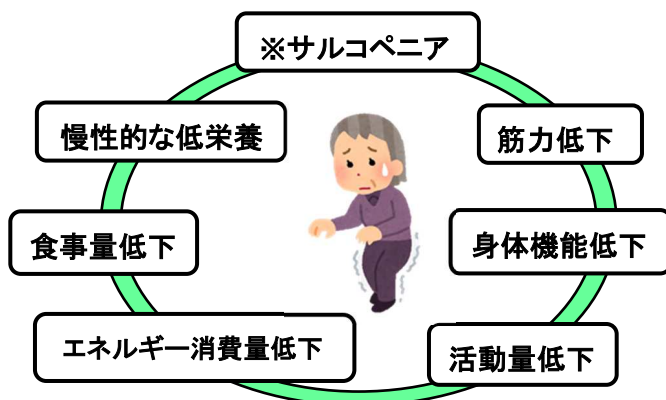 ※サルコペニア
慢性的な低栄養
筋力低下
食事量低下
身体機能低下
エネルギー消費量低下
活動量低下